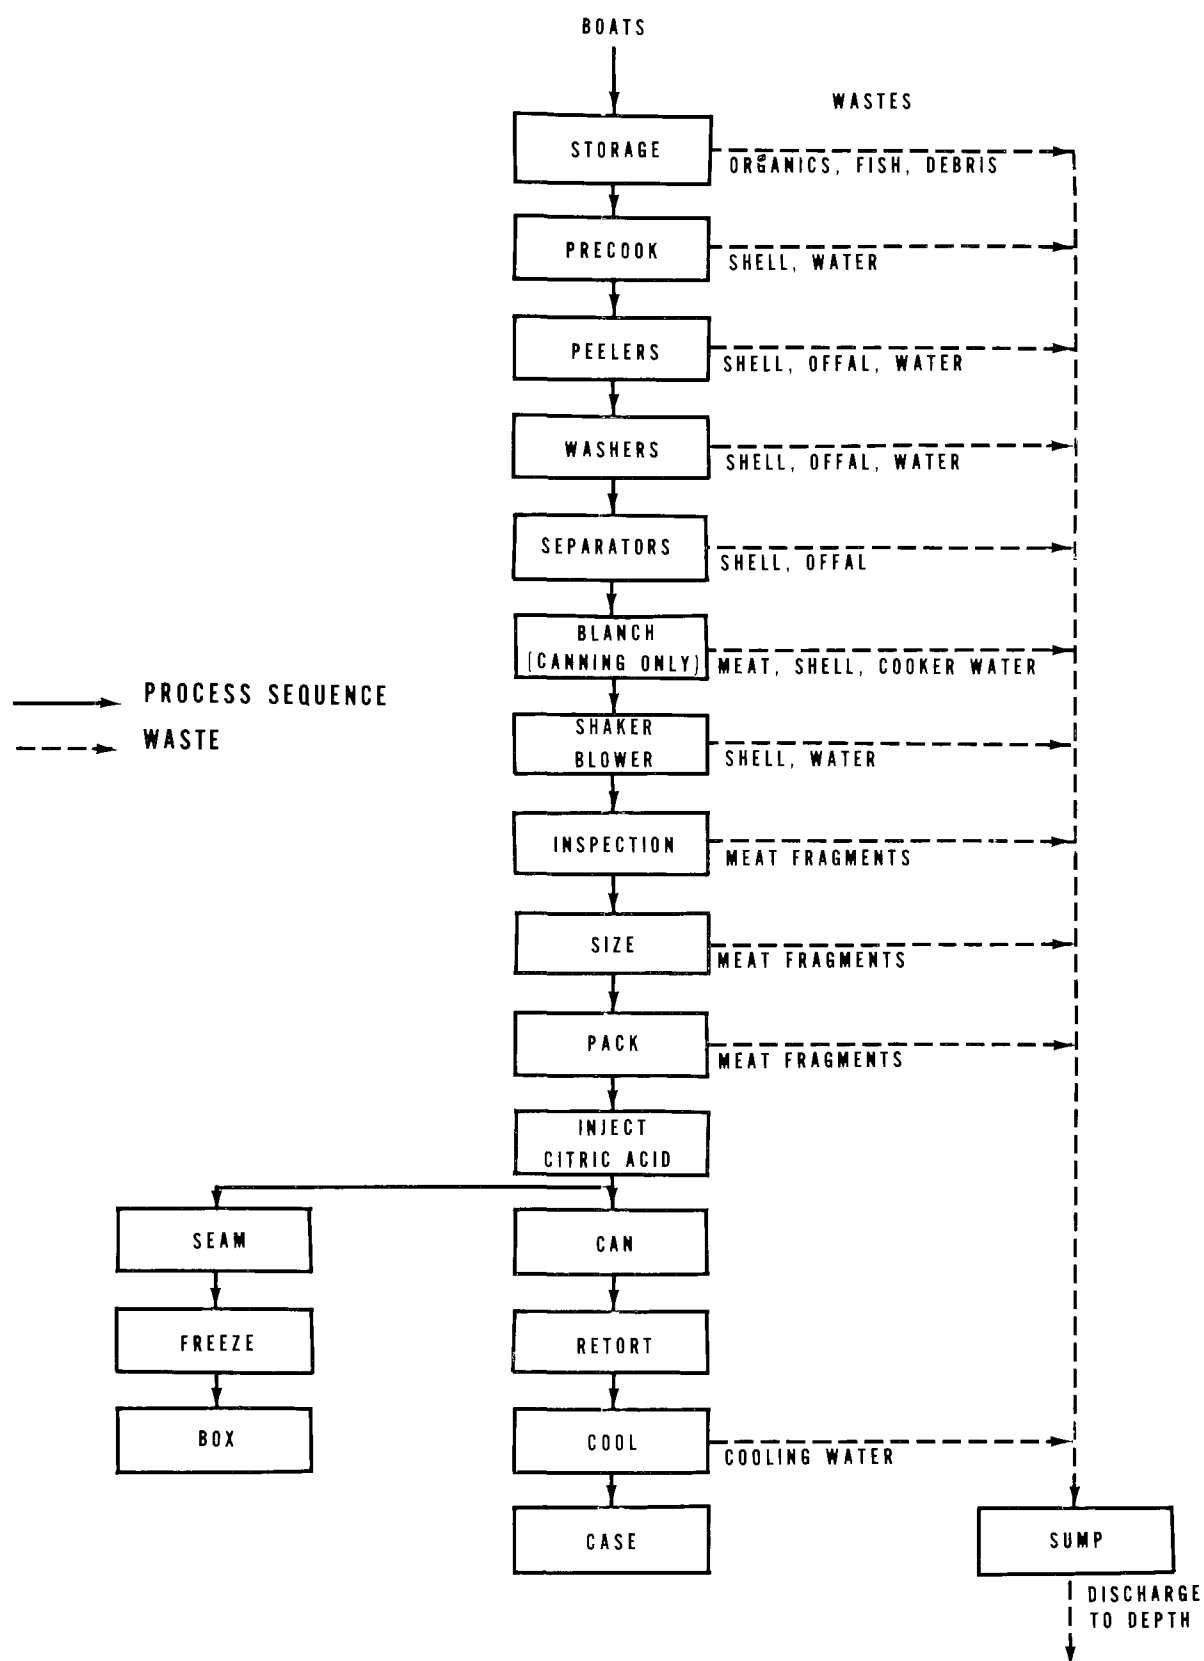 BOATS
WASTES
STORAGE
ORGANICS, FISH, DEBRIS
PRECOOK
SHELL, WATER
PEELERS
SHELL, OFFAL, WATER
WASHERS
SHELL, OFFAL, WATER
SEPARATORS
SHELL, OFFAL
BLANCH
(CANNING ONLY)
MEAT, SHELL, COOKER WATER
PROCESS SEQUENCE
WASTE
SHAKER
BLOWER
SHELL, WATER
INSPECTION
MEAT FRAGMENTS
SIZE
MEAT FRAGMENTS
PACK
MEAT FRAGMENTS
INJECT
CITRIC ACID
SEAM
CAN
FREEZE
RETORT
BOX
COOL
COOLING WATER
CASE
SUMP
DISCHARGE
TO DEPTH